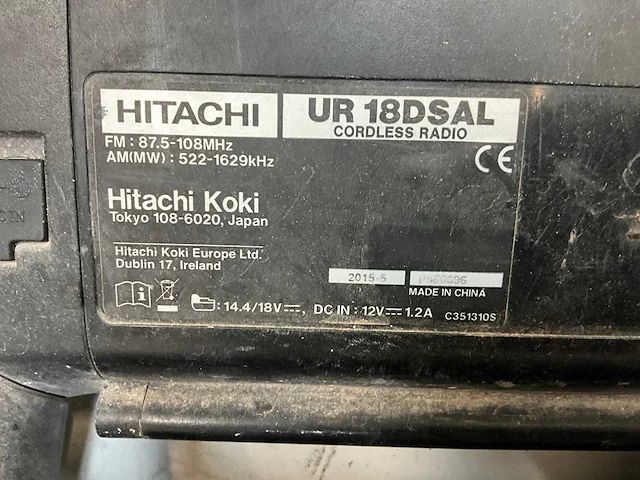 HITACHI
UR 18DSAL
CORDLESS RADIO
FM : 87.5-108MHz
AM(MW) : 522-1629kHz
CE
Hitachi Koki
Tokyo 108-6020, Japan
Hitachi Koki Europe Ltd.
Dublin 17, Ireland
2015-5
MADE IN CHINA
: 14.4/18V , DC IN : 12V 1.2A
C351310S